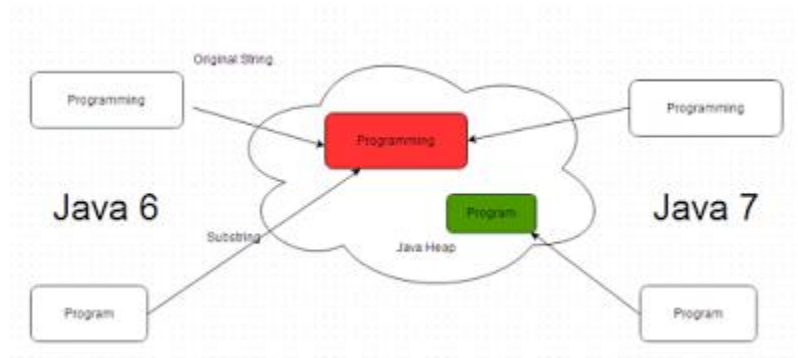 Original String
Programming
Programming
Programming
Java 6
Program
Java 7
Substring
Java Heap
Program
Program